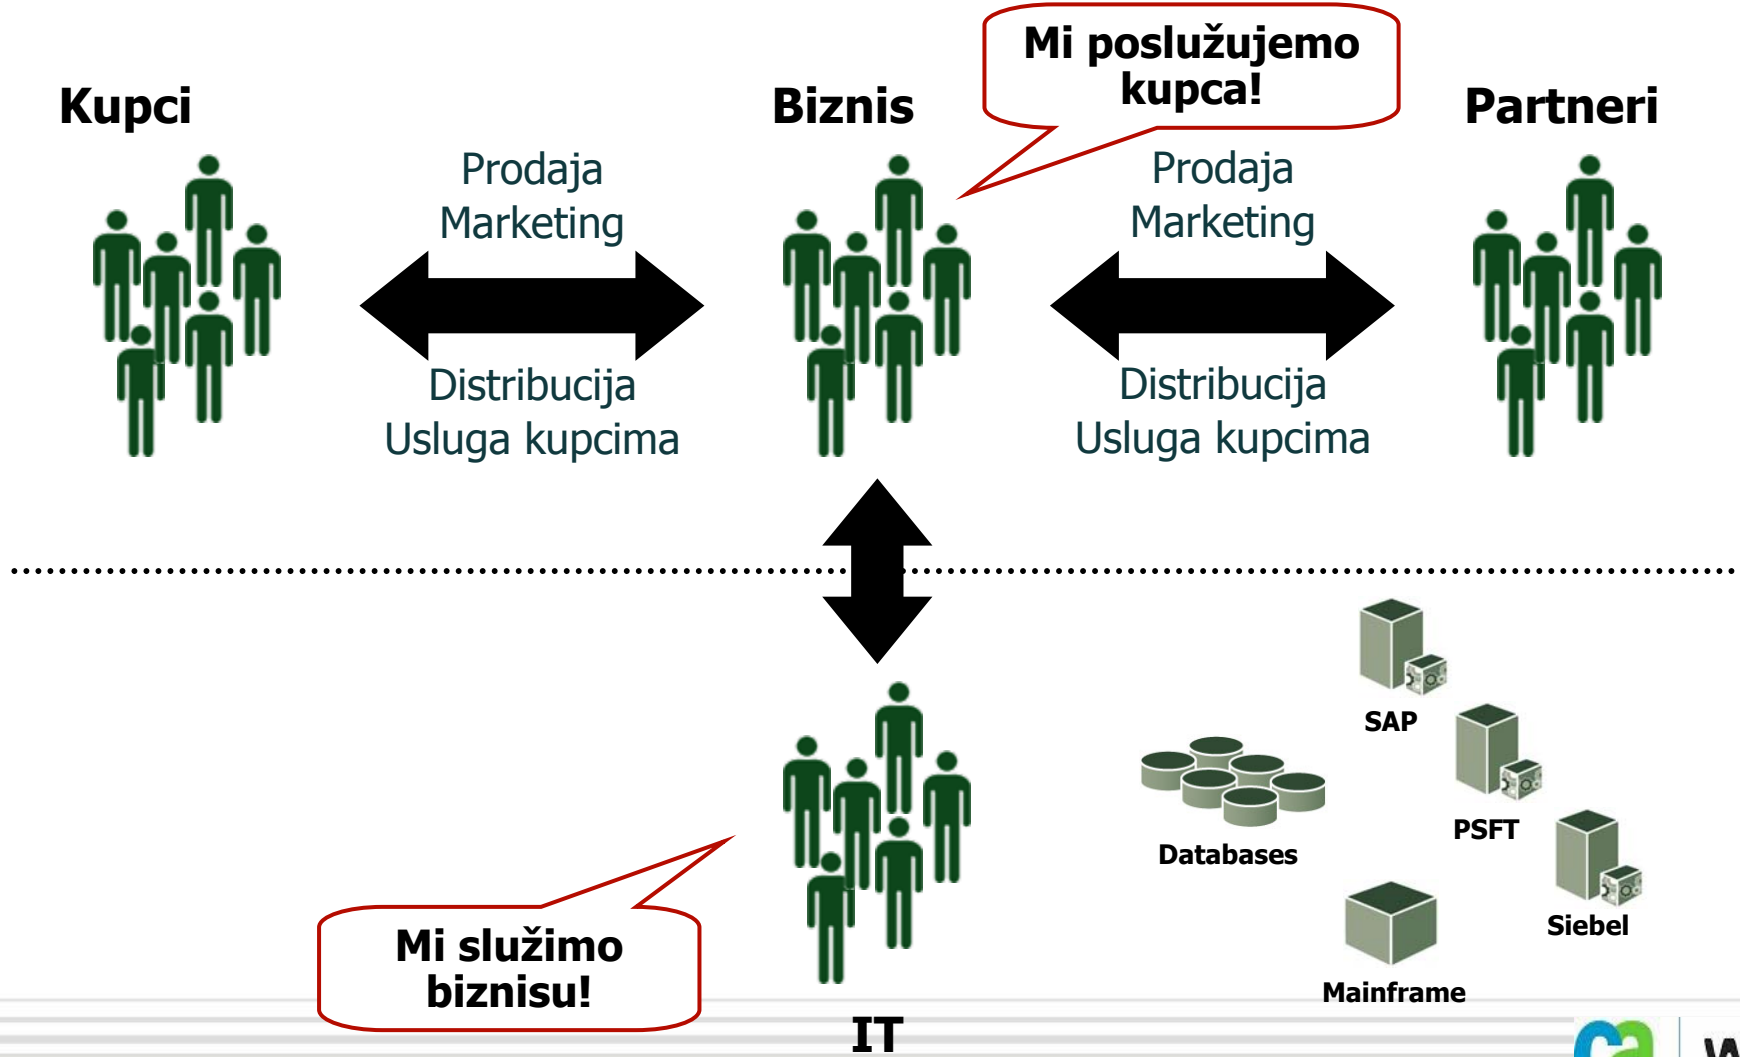 Mi poslužujemo
kupca!
Kupci
Biznis
Partneri
Prodaja
Marketing
Prodaja
Marketing
Distribucija
Usluga kupcima
Distribucija
Usluga kupcima
SAP
PSFT
Databases
Siebel
Mi služimo
biznisu!
Mainframe
IT
ca